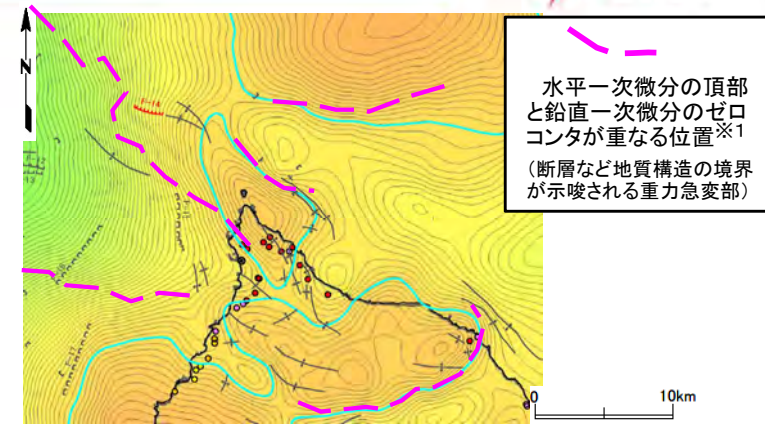 N
F-14
水平一次微分の頂部
と鉛直一次微分のゼロ
コンタが重なる位置※1
(断層など地質構造の境界
が示唆される重力急変部)
0
10km